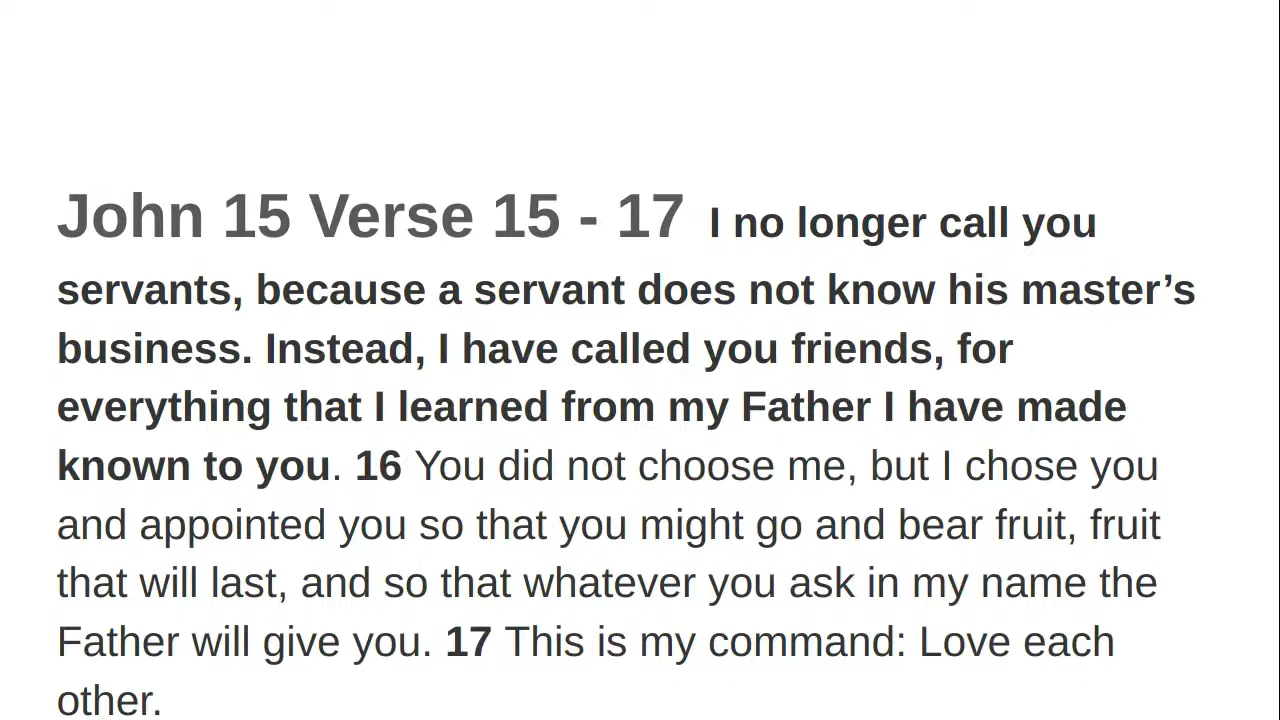 John 15 Verse 15 - 17 I no longer call you
servants, because a servant does not know his master’s
business. Instead, I have called you friends, for
everything that I learned from my Father I have made
known to you. 16 You did not choose me, but I chose you
and appointed you so that you might go and bear fruit, fruit
that will last, and so that whatever you ask in my name the
Father will give you. 17 This is my command: Love each
other.